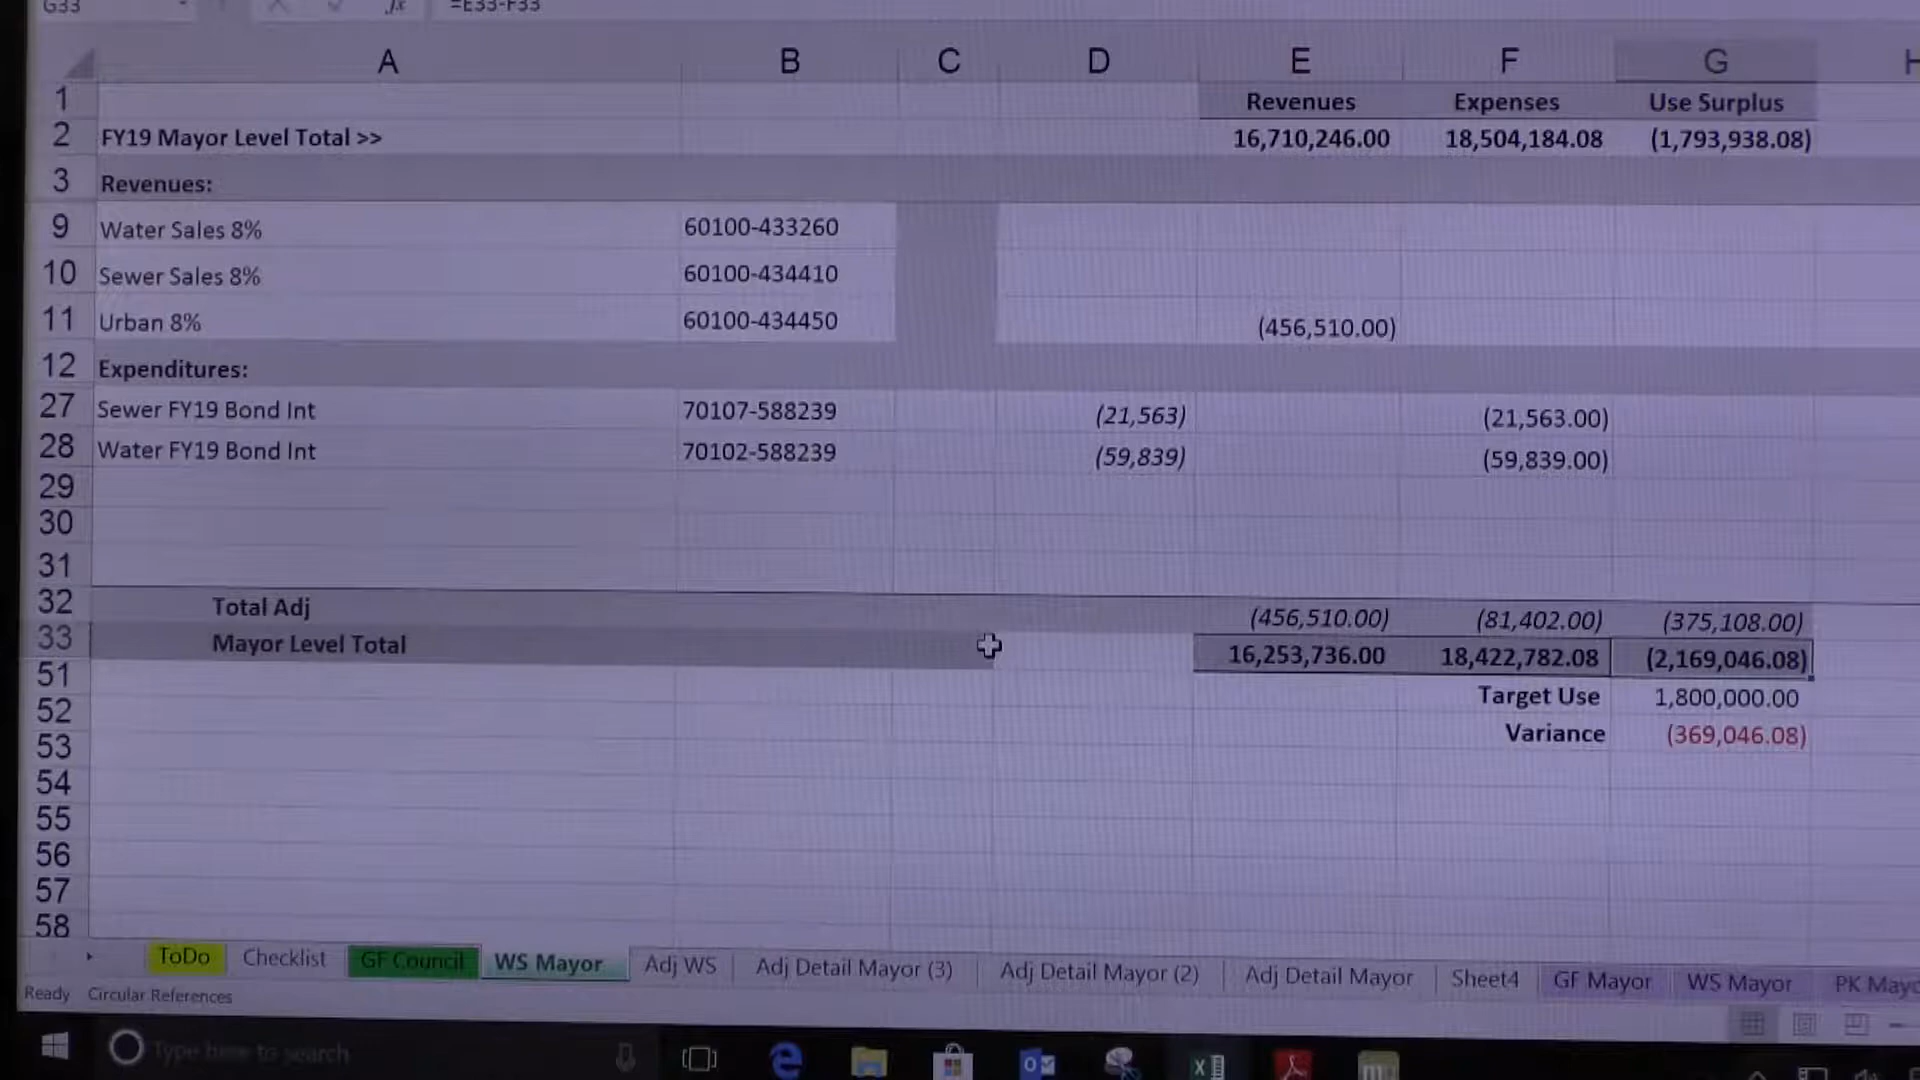 G33 fx =E33-F33
A B C D E F G H
1 Revenues Expenses Use Surplus
2 FY19 Mayor Level Total >> 16,710,246.00 18,504,184.08 (1,793,938.08)
3 Revenues:
9 Water Sales 8% 60100-433260
10 Sewer Sales 8% 60100-434410
11 Urban 8% 60100-434450 (456,510.00)
12 Expenditures:
27 Sewer FY19 Bond Int 70107-588239 (21,563) (21,563.00)
28 Water FY19 Bond Int 70102-588239 (59,839) (59,839.00)
29
30
31
32 Total Adj (456,510.00) (81,402.00) (375,108.00)
33 Mayor Level Total 16,253,736.00 18,422,782.08 (2,169,046.08)
51
52 Target Use 1,800,000.00
53 Variance (369,046.08)
54
55
56
57
58
ToDo Checklist GF Council WS Mayor Adj WS Adj Detail Mayor (3) Adj Detail Mayor (2) Adj Detail Mayor Sheet4 GF Mayor WS Mayor PK Mayo
Ready Circular References
Type here to search